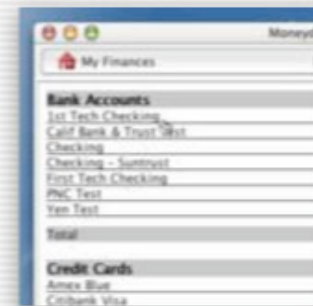 Moneyd
My Finances
Bank Accounts
1st Tech Checking
Calif Bank & Trust Test
Checking
Checking - Suntrust
First Tech Checking
PNC Test
Yen Test
Total
Credit Cards
Amex Blue
Citibank Visa